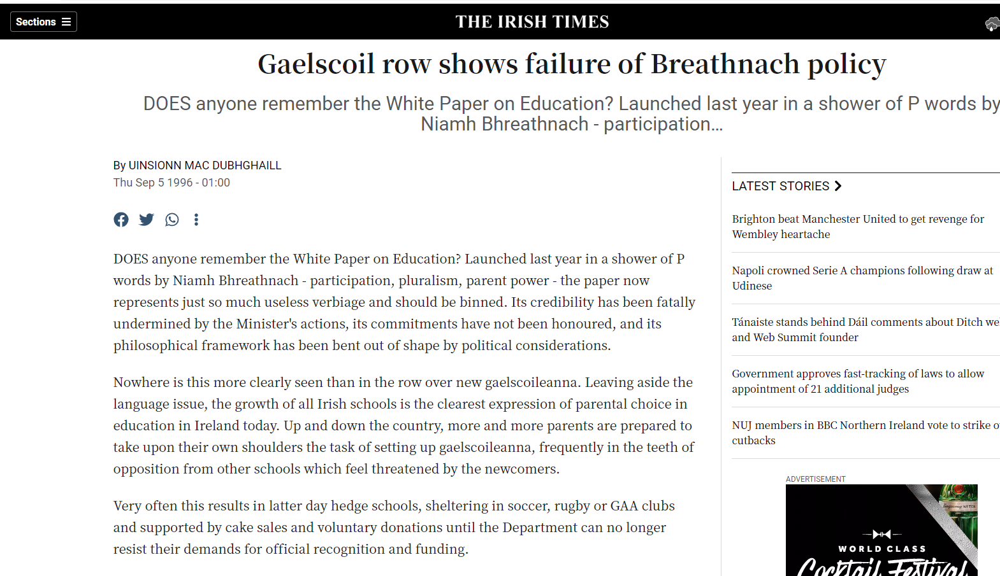 Sections
THE IRISH TIMES
Gaelscoil row shows failure of Breathnach policy
DOES anyone remember the White Paper on Education? Launched last year in a shower of P words by
Niamh Bhreathnach - participation…
By UINSIONN MAC DUBHGHAILL
Thu Sep 5 1996 - 01:00
DOES anyone remember the White Paper on Education? Launched last year in a shower of P
words by Niamh Bhreathnach - participation, pluralism, parent power - the paper now
represents just so much useless verbiage and should be binned. Its credibility has been fatally
undermined by the Minister's actions, its commitments have not been honoured, and its
philosophical framework has been bent out of shape by political considerations.
Nowhere is this more clearly seen than in the row over new gaelscoileanna. Leaving aside the
language issue, the growth of all Irish schools is the clearest expression of parental choice in
education in Ireland today. Up and down the country, more and more parents are prepared to
take upon their own shoulders the task of setting up gaelscoileanna, frequently in the teeth of
opposition from other schools which feel threatened by the newcomers.
Very often this results in latter day hedge schools, sheltering in soccer, rugby or GAA clubs
and supported by cake sales and voluntary donations until the Department can no longer
resist their demands for official recognition and funding.
LATEST STORIES
Brighton beat Manchester United to get revenge for
Wembley heartache
Napoli crowned Serie A champions following draw at
Udinese
Tánaiste stands behind Dáil comments about Ditch we
and Web Summit founder
Government approves fast-tracking of laws to allow
appointment of 21 additional judges
NUJ members in BBC Northern Ireland vote to strike o
cutbacks
ADVERTISEMENT
Tanqueray No TEN
WORLD CLASS
Cocktail Festival